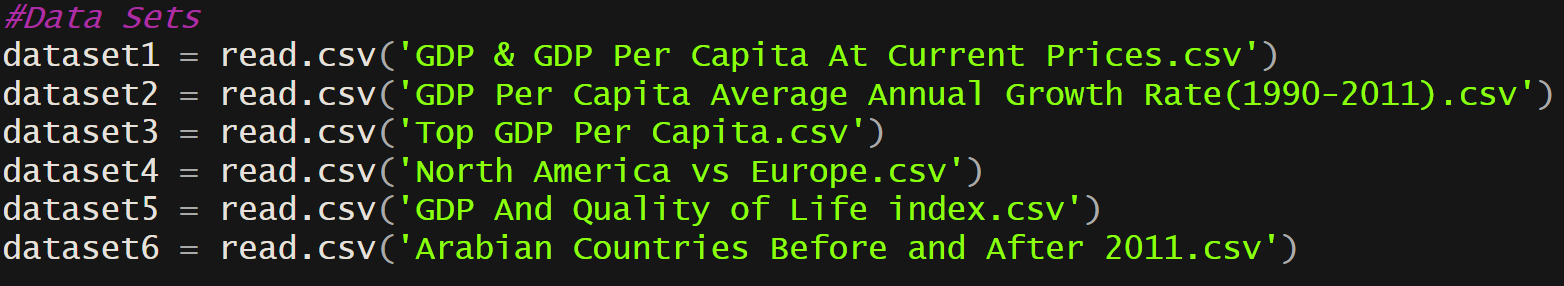 #Data Sets
dataset1 = read.csv('GDP & GDP Per Capita At Current Prices.csv')
dataset2 = read.csv('GDP Per Capita Average Annual Growth Rate(1990-2011).csv')
dataset3 = read.csv('Top GDP Per Capita.csv')
dataset4 = read.csv('North America vs Europe.csv')
dataset5 = read.csv('GDP And Quality of Life index.csv')
dataset6 = read.csv('Arabian Countries Before and After 2011.csv')